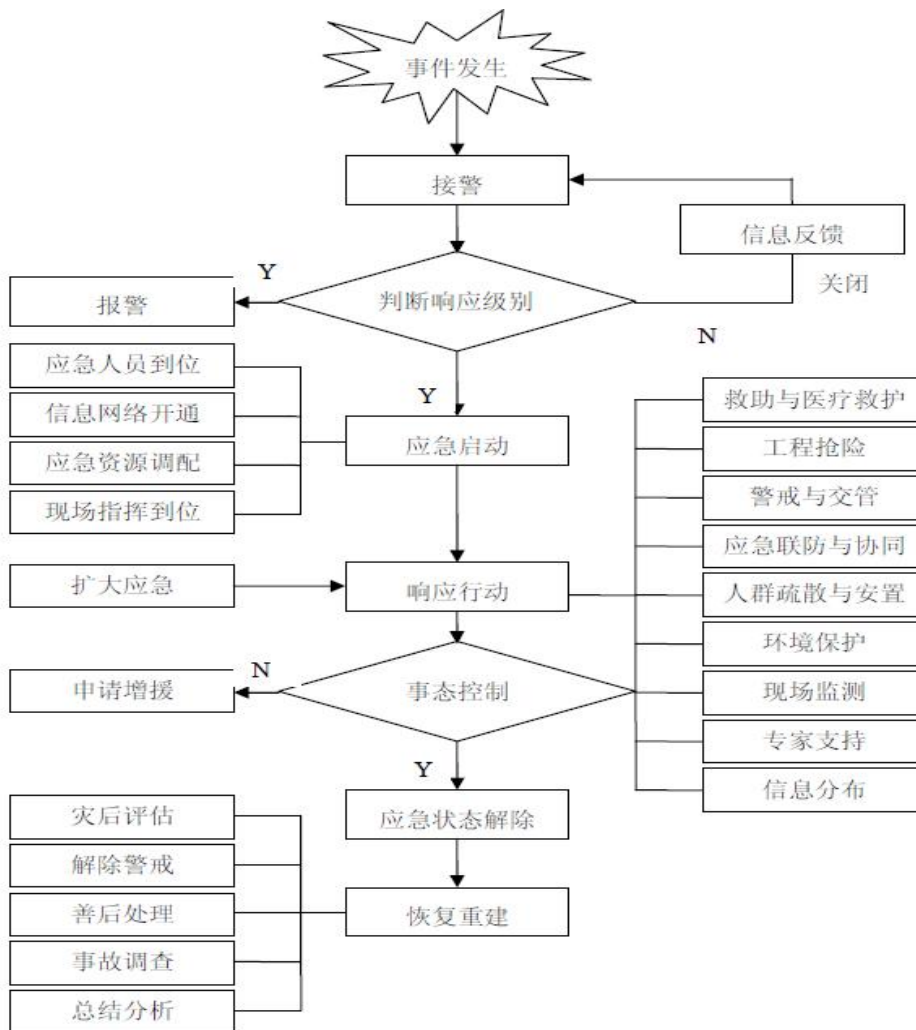 事件发生
接警
信息反馈
关闭
Y
判断响应级别
报警
N
应急人员到位
信息网络开通
应急资源调配
现场指挥到位
Y
应急启动
救助与医疗救护
工程抢险
警戒与交管
应急联防与协同
人群疏散与安置
环境保护
现场监测
专家支持
信息分布
扩大应急
响应行动
N
申请增援
事态控制
Y
应急状态解除
灾后评估
解除警戒
善后处理
事故调查
总结分析
恢复重建